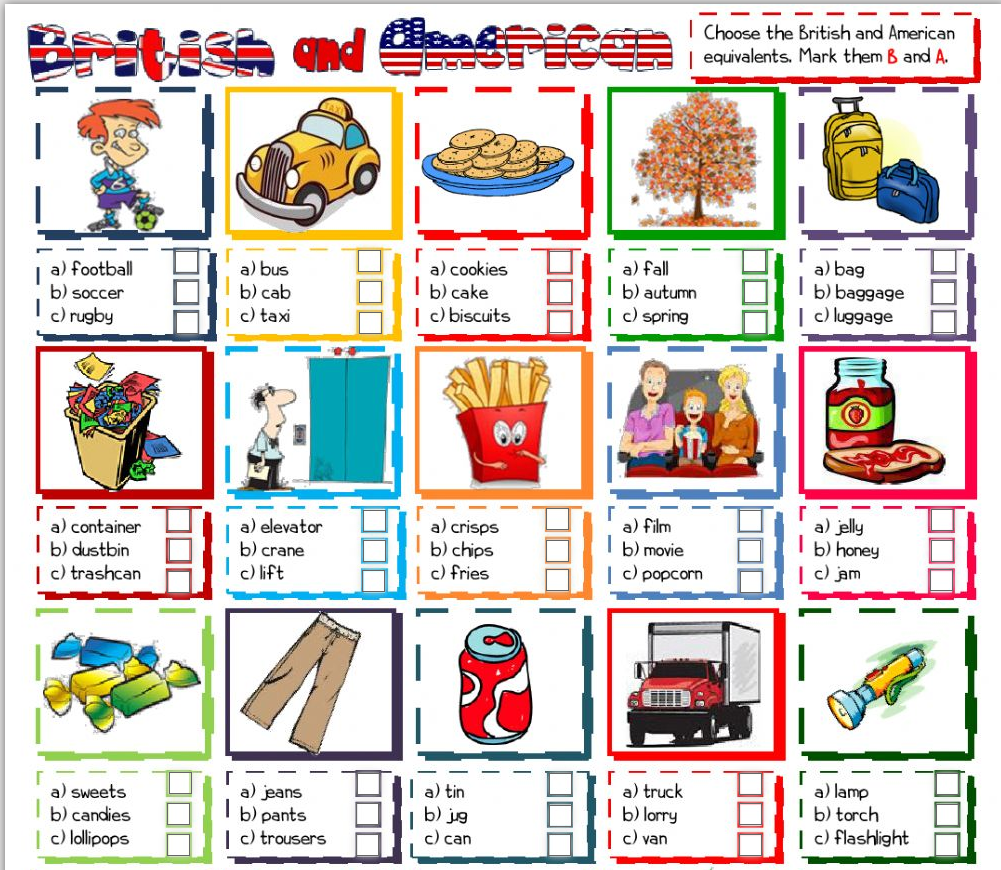 British and American
Choose the British and American
equivalents. Mark them B and A.
TAXI
a) football
b) soccer
c) rugby
a) bus
b) cab
c) taxi
a) cookies
b) cake
c) biscuits
a) fall
b) autumn
c) spring
a) bag
b) baggage
c) luggage
a) container
b) dustbin
c) trashcan
a) elevator
b) crane
c) lift
a) crisps
b) chips
c) fries
a) film
b) movie
c) popcorn
a) jelly
b) honey
c) jam
a) sweets
b) candies
c) lollipops
a) jeans
b) pants
c) trousers
a) tin
b) jug
c) can
a) truck
b) lorry
c) van
a) lamp
b) torch
c) flashlight